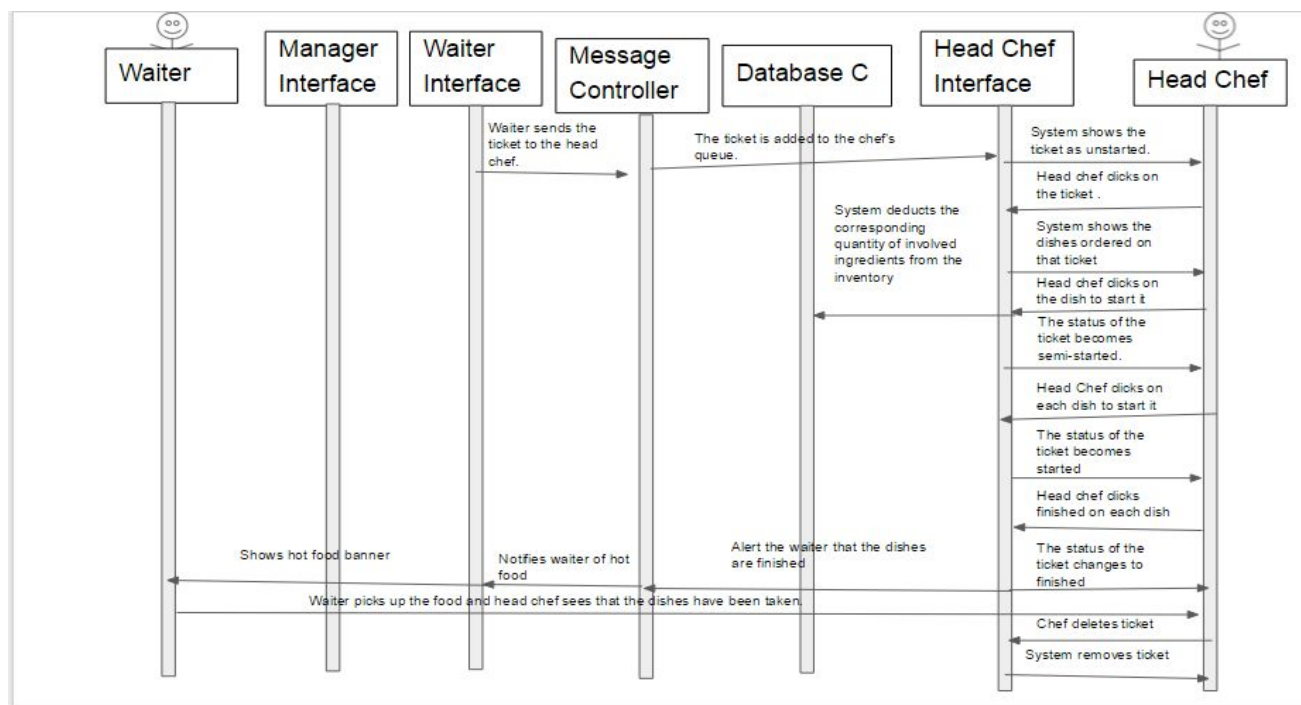 Waiter
Manager
Interface
Waiter
Interface
Message
Controller
Database C
Head Chef
Interface
Head Chef
Waiter sends the
ticket to the head
chef.
The ticket is added to the chef's
queue.
System shows the
ticket as unstarted.
Head chef clicks on
the ticket .
System deducts the
corresponding
quantity of involved
ingredients from the
inventory
System shows the
dishes ordered on
that ticket
Head chef clicks on
the dish to start it
The status of the
ticket becomes
semi-started.
Head Chef clicks on
each dish to start it
The status of the
ticket becomes
started
Head chef clicks
finished on each dish
Shows hot food banner
Notfies waiter of hot
food
Alert the waiter that the dishes
are finished
The status of the
ticket changes to
finished
Waiter picks up the food and head chef sees that the dishes have been taken.
Chef deletes ticket
System removes ticket